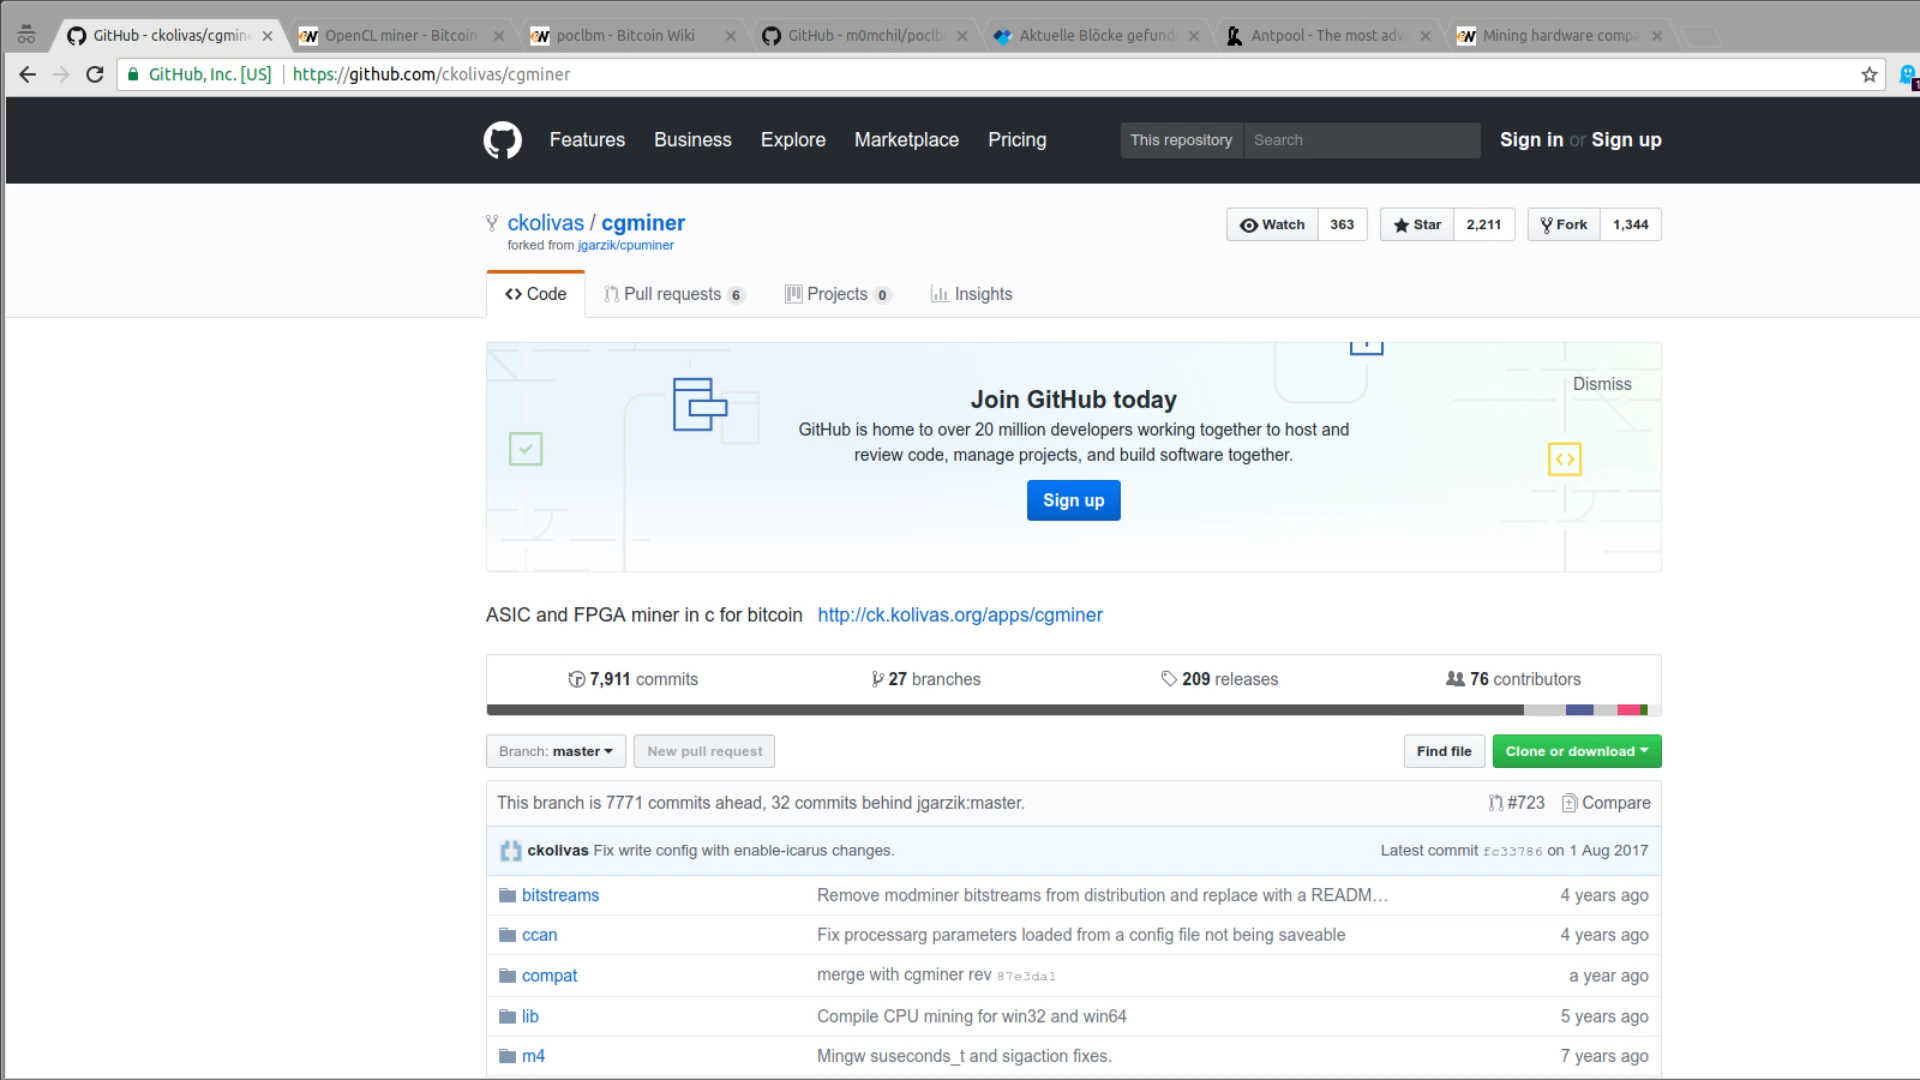 GitHub - ckolivas/cgmine
OpenCL miner - Bitcoin
poclbm - Bitcoin Wiki
GitHub - m0mchil/poclb
Aktuelle Blöcke gefund
Antpool - The most adva
Mining hardware compa
GitHub, Inc. [US] https://github.com/ckolivas/cgminer
Features Business Explore Marketplace Pricing This repository Search Sign in or Sign up
ckolivas / cgminer
Watch 363 Star 2,211 Fork 1,344
forked from jgarzik/cpuminer
Code Pull requests 6 Projects 0 Insights
Dismiss
Join GitHub today
GitHub is home to over 20 million developers working together to host and
review code, manage projects, and build software together.
Sign up
ASIC and FPGA miner in c for bitcoin http://ck.kolivas.org/apps/cgminer
7,911 commits 27 branches 209 releases 76 contributors
Branch: master New pull request Find file Clone or download
This branch is 7771 commits ahead, 32 commits behind jgarzik:master. #723 Compare
ckolivas Fix write config with enable-icarus changes. Latest commit fc33786 on 1 Aug 2017
bitstreams Remove modminer bitstreams from distribution and replace with a READM… 4 years ago
ccan Fix processarg parameters loaded from a config file not being saveable 4 years ago
compat merge with cgminer rev 87e3da1 a year ago
lib Compile CPU mining for win32 and win64 5 years ago
m4 Mingw suseconds_t and sigaction fixes. 7 years ago